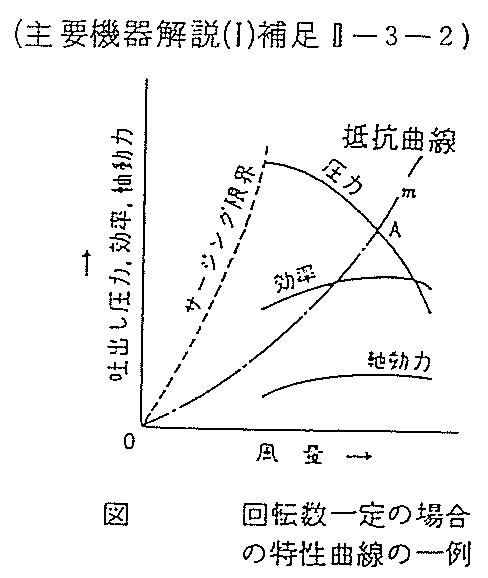 (主要機器解説(I)補足 II-3-2)
抵抗曲線
圧力
m
A
サージング限界
効率
軸動力
吐出し圧力,効率,軸動力 →
0
風量 →
図 回転数一定の場合
の特性曲線の一例